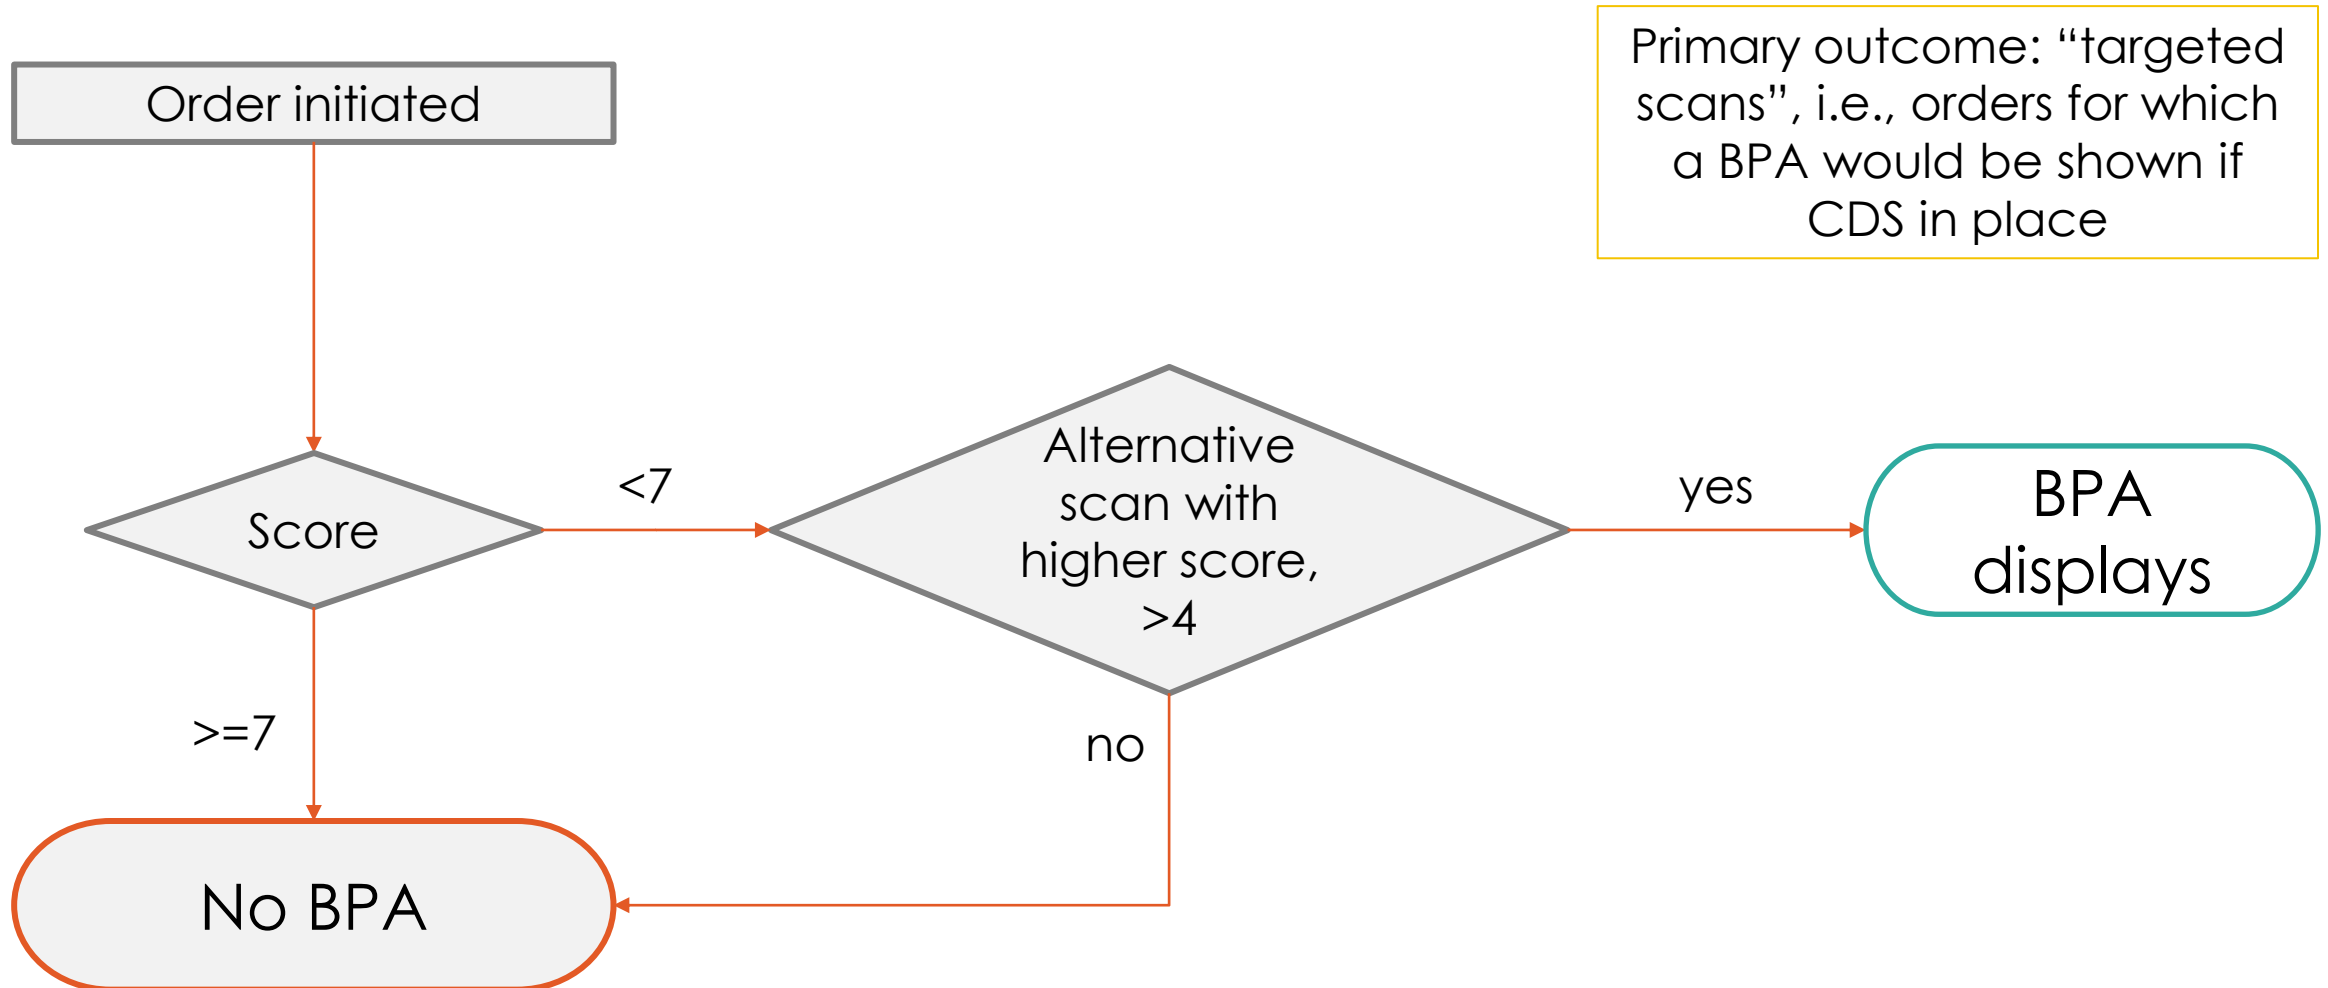 Order initiated
Primary outcome: “targeted
scans”, i.e., orders for which
a BPA would be shown if
CDS in place
Score
<7
Alternative
scan with
higher score,
>4
yes
BPA
displays
>=7
no
No BPA